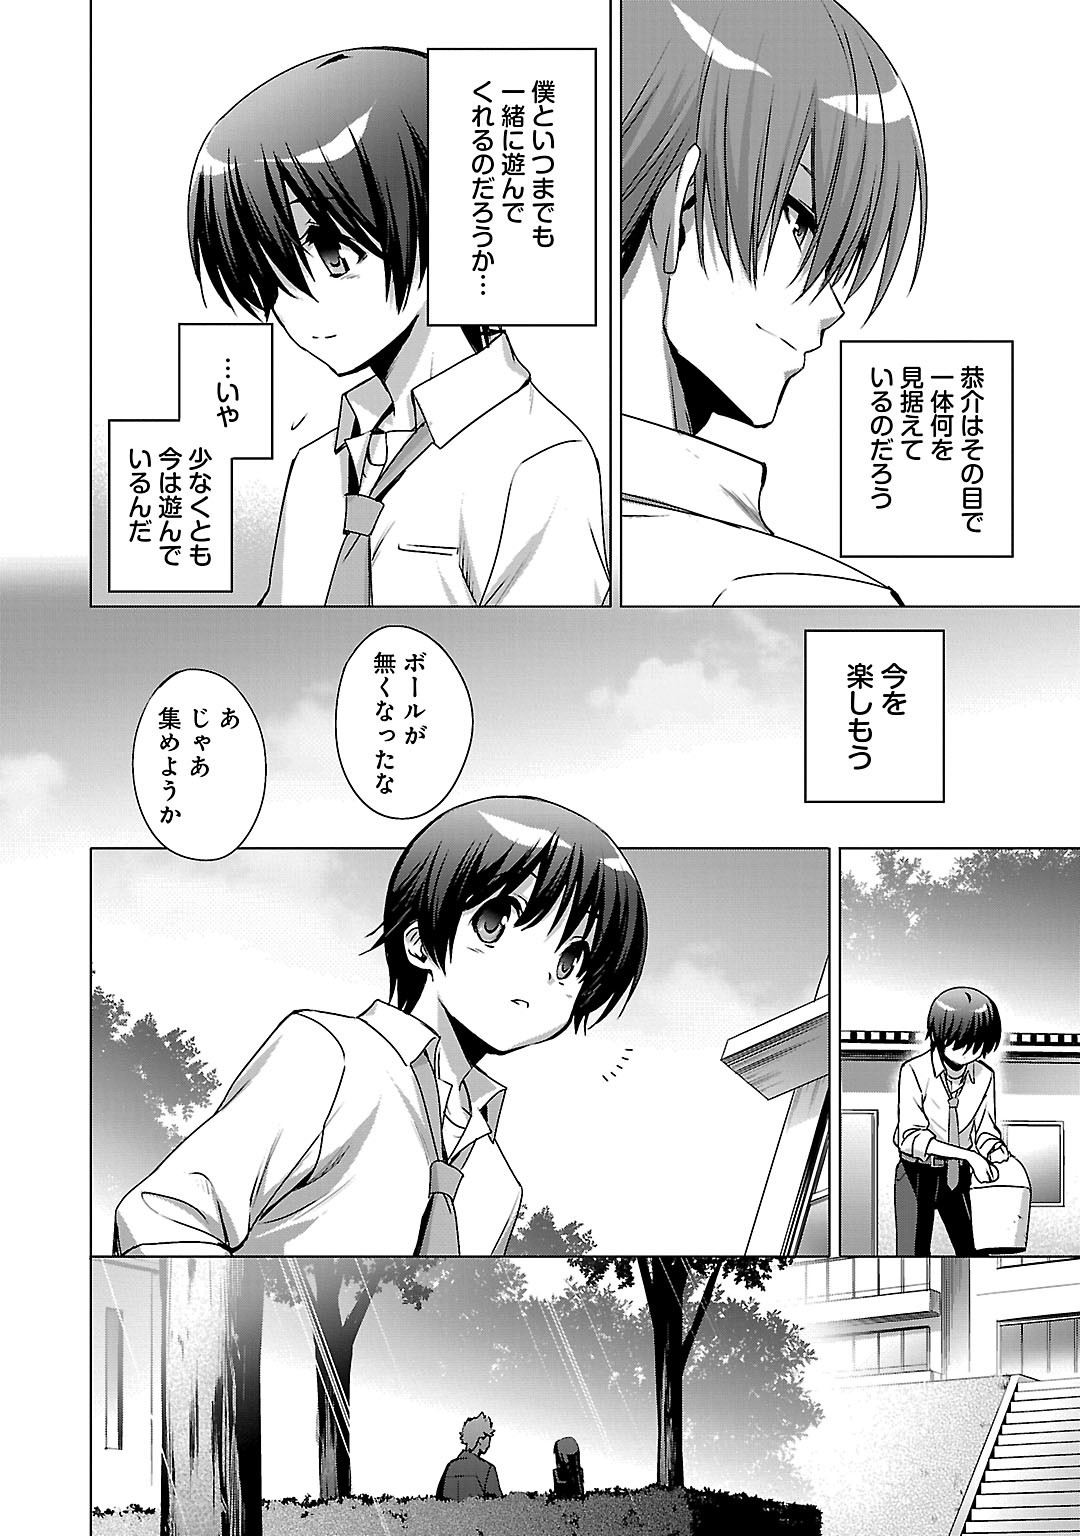 恭介はその目で
一体何を
見据えて
いるのだろう
僕といつまでも
一緒に遊んで
くれるのだろうか…
…いや
少なくとも
今は遊んで
いるんだ
今を
楽しもう
ボールが
無くなったな
あ
じゃあ
集めようか